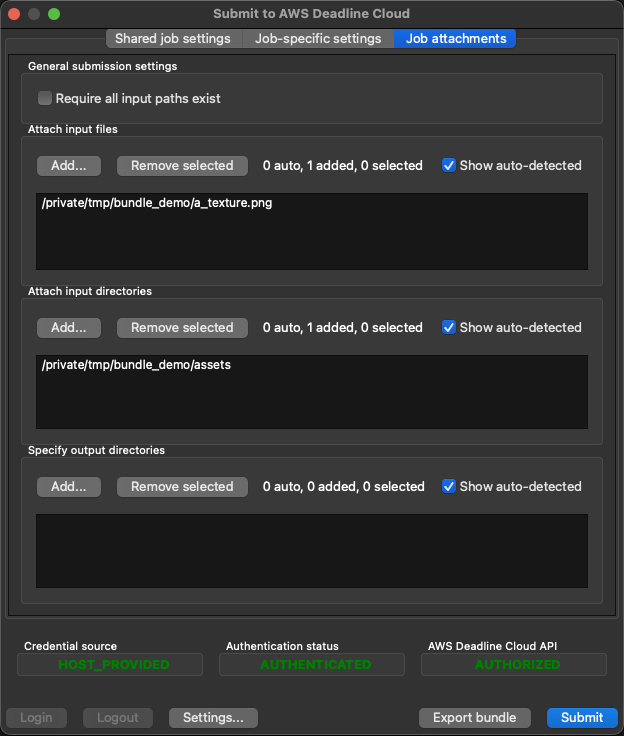 Submit to AWS Deadline Cloud
Shared job settings Job-specific settings Job attachments
General submission settings
Require all input paths exist
Attach input files
Add... Remove selected 0 auto, 1 added, 0 selected Show auto-detected
/private/tmp/bundle_demo/a_texture.png
Attach input directories
Add... Remove selected 0 auto, 1 added, 0 selected Show auto-detected
/private/tmp/bundle_demo/assets
Specify output directories
Add... Remove selected 0 auto, 0 added, 0 selected Show auto-detected
Credential source Authentication status AWS Deadline Cloud API
HOST_PROVIDED AUTHENTICATED AUTHORIZED
Login Logout Settings... Export bundle Submit